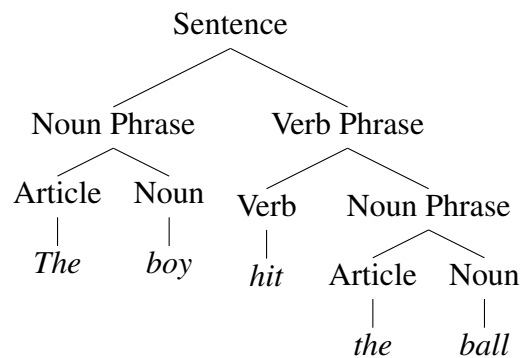 Sentence
Noun Phrase Verb Phrase
Article Noun Verb Noun Phrase
The boy hit Article Noun
the ball